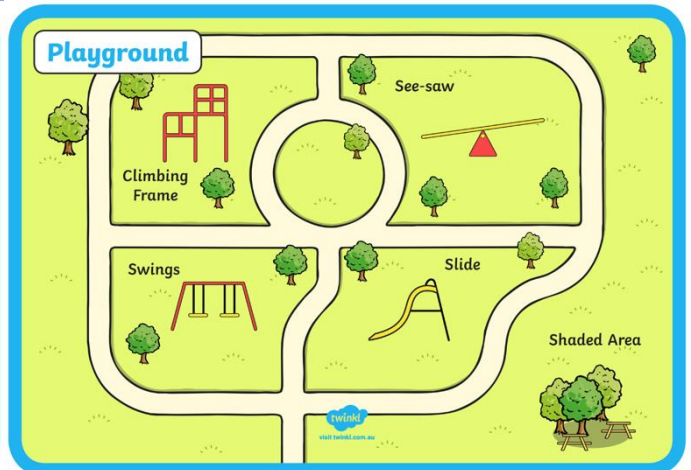 Playground
See-saw
Climbing
Frame
Swings
Slide
Shaded Area
twinkl
visit twinkl.com.au